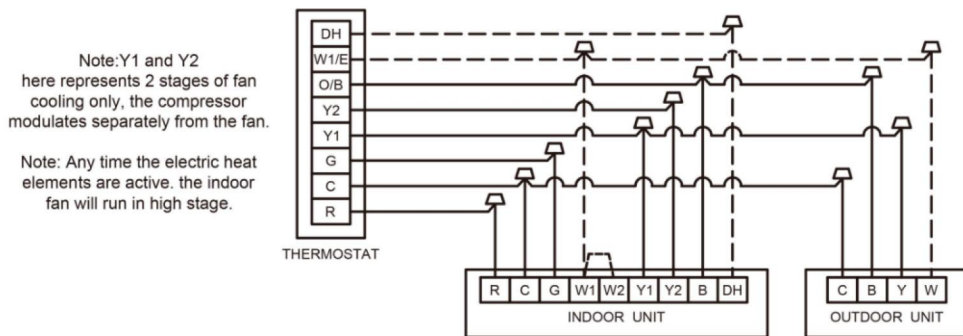 Note:Y1 and Y2
here represents 2 stages of fan
cooling only, the compressor
modulates separately from the fan.
Note: Any time the electric heat
elements are active. the indoor
fan will run in high stage.
DH
W1/E
O/B
Y2
Y1
G
C
R
THERMOSTAT
R C G W1 W2 Y1 Y2 B DH
INDOOR UNIT
C B Y W
OUTDOOR UNIT